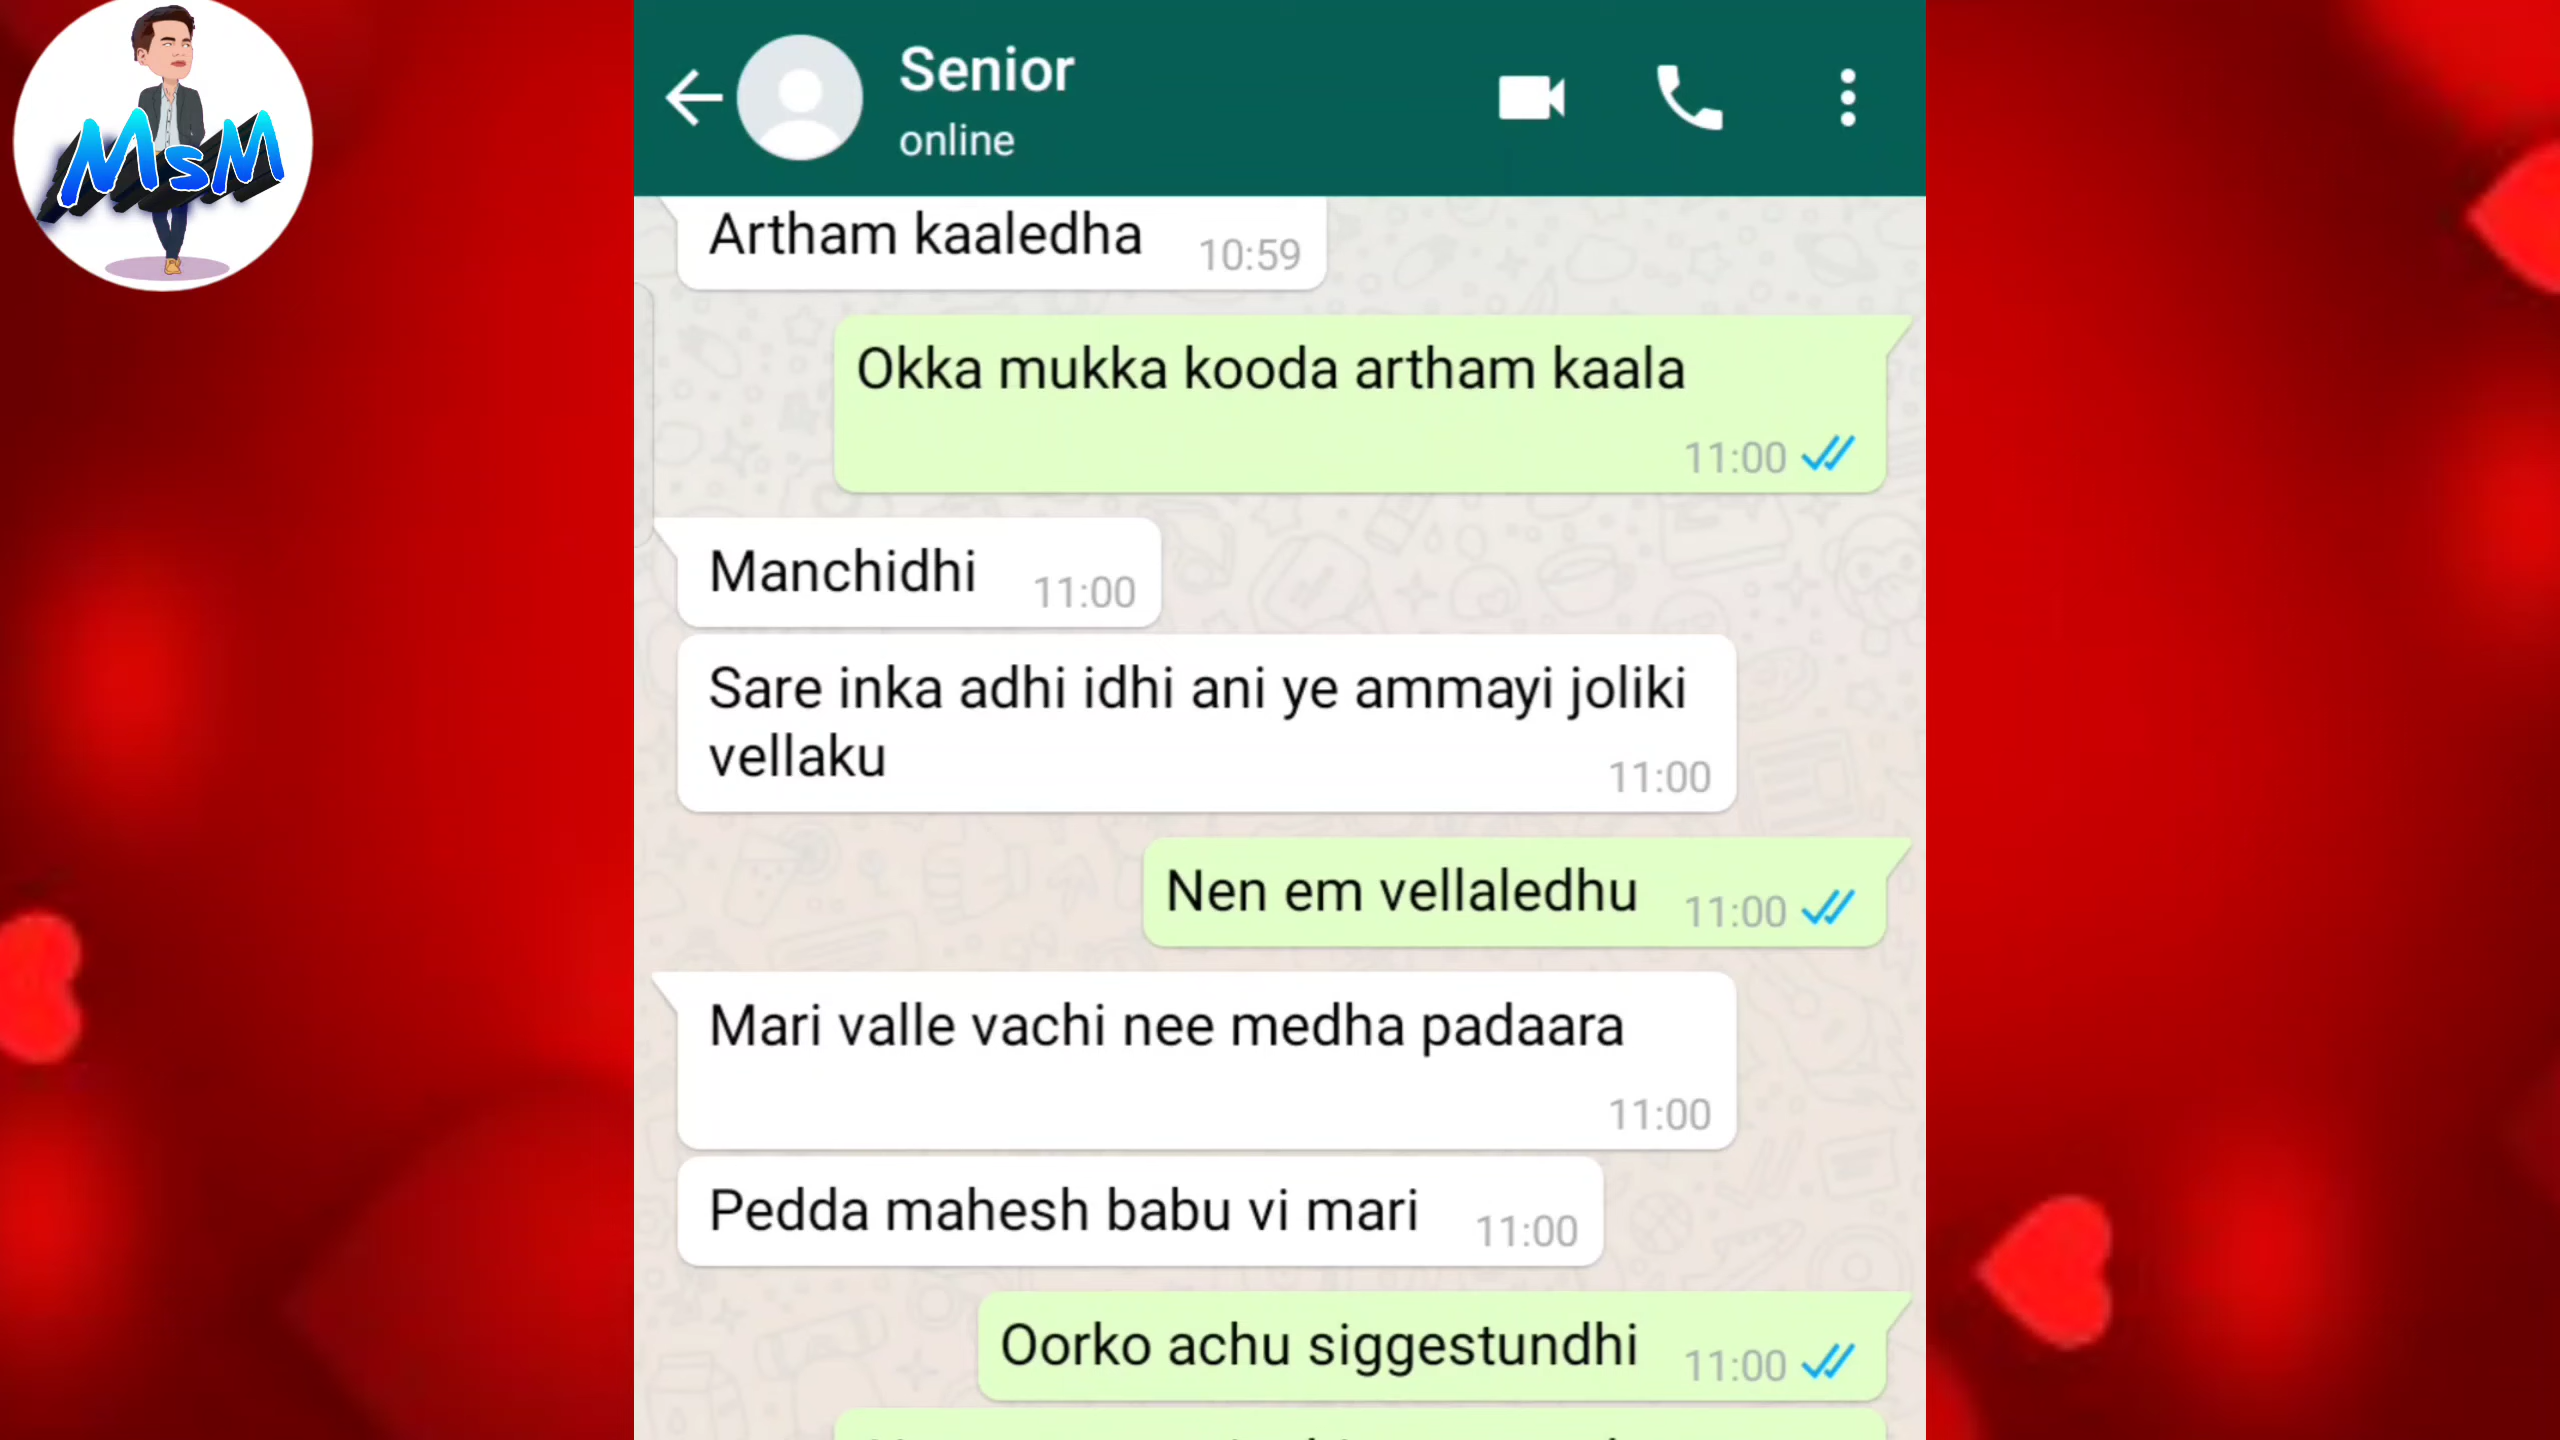 MsM
Senior
online
Artham kaaledha 10:59
Okka mukka kooda artham kaala
11:00
Manchidhi 11:00
Sare inka adhi idhi ani ye ammayi joliki
vellaku 11:00
Nen em vellaledhu 11:00
Mari valle vachi nee medha padaara
11:00
Pedda mahesh babu vi mari 11:00
Oorko achu siggestundhi 11:00